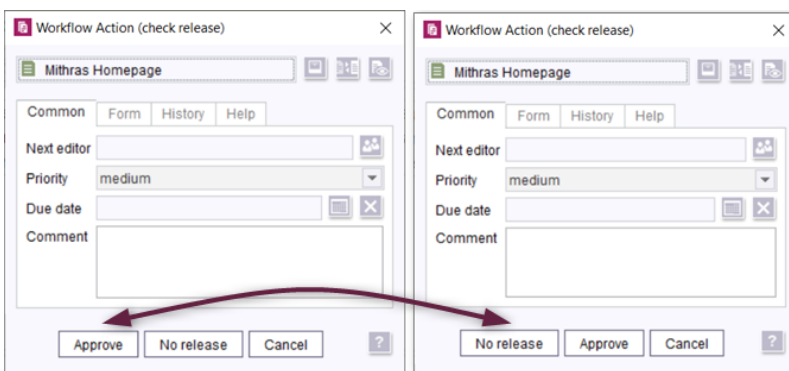 Workflow Action (check release)
Mithras Homepage
Common Form History Help
Next editor
Priority medium
Due date
Comment
Approve No release Cancel ?
Workflow Action (check release)
Mithras Homepage
Common Form History Help
Next editor
Priority medium
Due date
Comment
No release Approve Cancel ?